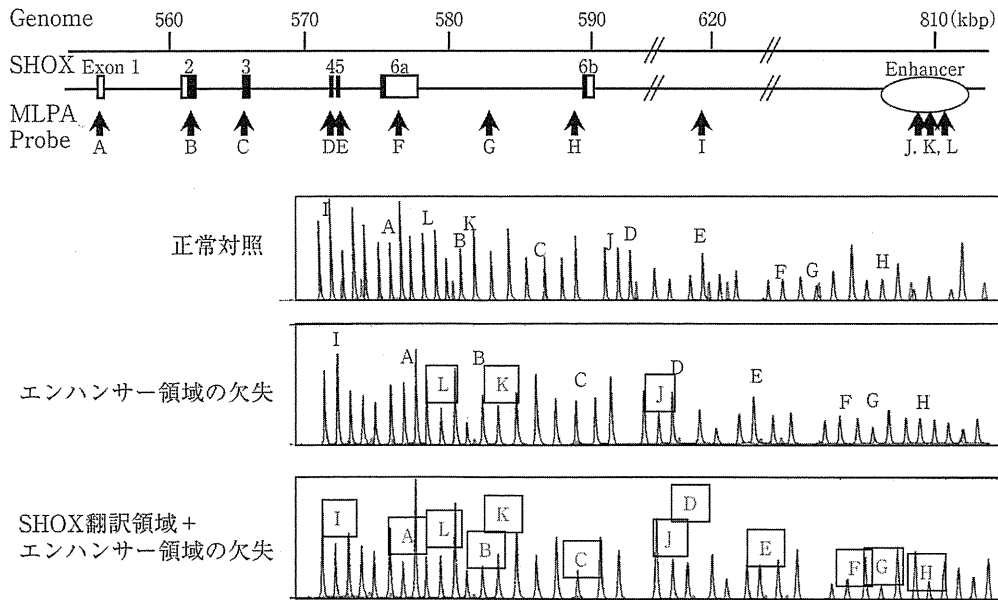 Genome 560 570 580 590 620 810(kbp)
SHOX Exon 1 2 3 45 6a 6b Enhancer
MLPA
Probe A B C DE F G H I J, K, L
正常対照 I A L B K C J D E F G H
エンハンサー領域の欠失 I A L B K C J D E F G H
SHOX翻訳領域+
エンハンサー領域の欠失 I A L B K C J D E F G H